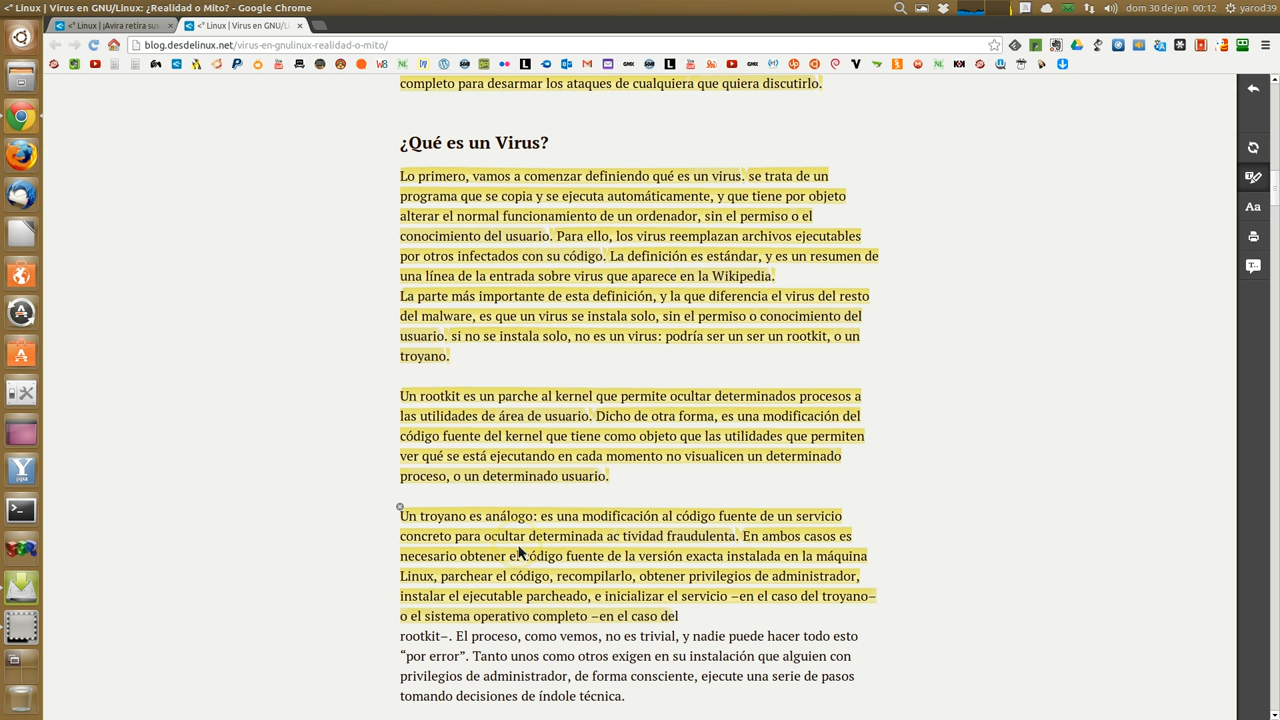 <° Linux | Virus en GNU/Linux: ¿Realidad o Mito? - Google Chrome
dom 30 de jun 00:12 yarod39
<° Linux | ¡Avira retira sus
<° Linux | Virus en GNU/Li
blog.desdelinux.net/virus-en-gnulinux-realidad-o-mito/
completo para desarmar los ataques de cualquiera que quiera discutirlo.
¿Qué es un Virus?
Lo primero, vamos a comenzar definiendo qué es un virus. se trata de un
programa que se copia y se ejecuta automáticamente, y que tiene por objeto
alterar el normal funcionamiento de un ordenador, sin el permiso o el
conocimiento del usuario. Para ello, los virus reemplazan archivos ejecutables
por otros infectados con su código. La definición es estándar, y es un resumen de
una línea de la entrada sobre virus que aparece en la Wikipedia.
La parte más importante de esta definición, y la que diferencia el virus del resto
del malware, es que un virus se instala solo, sin el permiso o conocimiento del
usuario. si no se instala solo, no es un virus: podría ser un ser un rootkit, o un
troyano.
Un rootkit es un parche al kernel que permite ocultar determinados procesos a
las utilidades de área de usuario. Dicho de otra forma, es una modificación del
código fuente del kernel que tiene como objeto que las utilidades que permiten
ver qué se está ejecutando en cada momento no visualicen un determinado
proceso, o un determinado usuario.
Un troyano es análogo: es una modificación al código fuente de un servicio
concreto para ocultar determinada ac tividad fraudulenta. En ambos casos es
necesario obtener el código fuente de la versión exacta instalada en la máquina
Linux, parchear el código, recompilarlo, obtener privilegios de administrador,
instalar el ejecutable parcheado, e inicializar el servicio –en el caso del troyano–
o el sistema operativo completo –en el caso del
rootkit–. El proceso, como vemos, no es trivial, y nadie puede hacer todo esto
“por error”. Tanto unos como otros exigen en su instalación que alguien con
privilegios de administrador, de forma consciente, ejecute una serie de pasos
tomando decisiones de índole técnica.
Aa